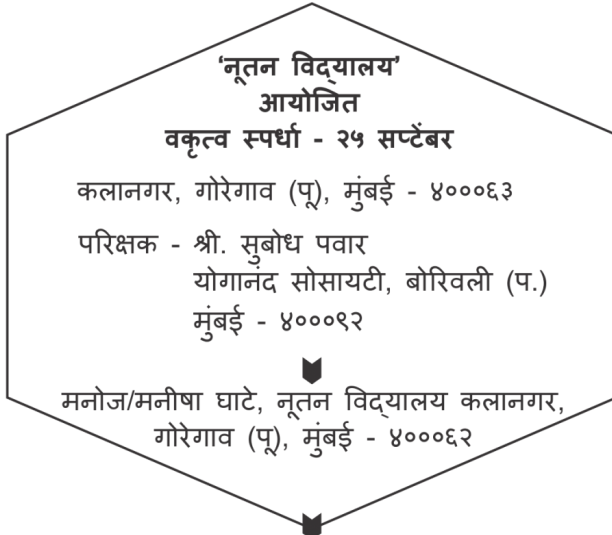 ‘नूतन विद्‌यालय’
आयोजित
वकृत्व स्पर्धा - २५ सप्टेंबर
कलानगर, गोरेगाव (पू), मुंबई - ४०००६३
परिक्षक - श्री. सुबोध पवार
योगानंद सोसायटी, बोरिवली (प.)
मुंबई - ४०००९२
मनोज/मनीषा घाटे, नूतन विद्‌यालय कलानगर,
गोरेगाव (पू), मुंबई - ४०००६२